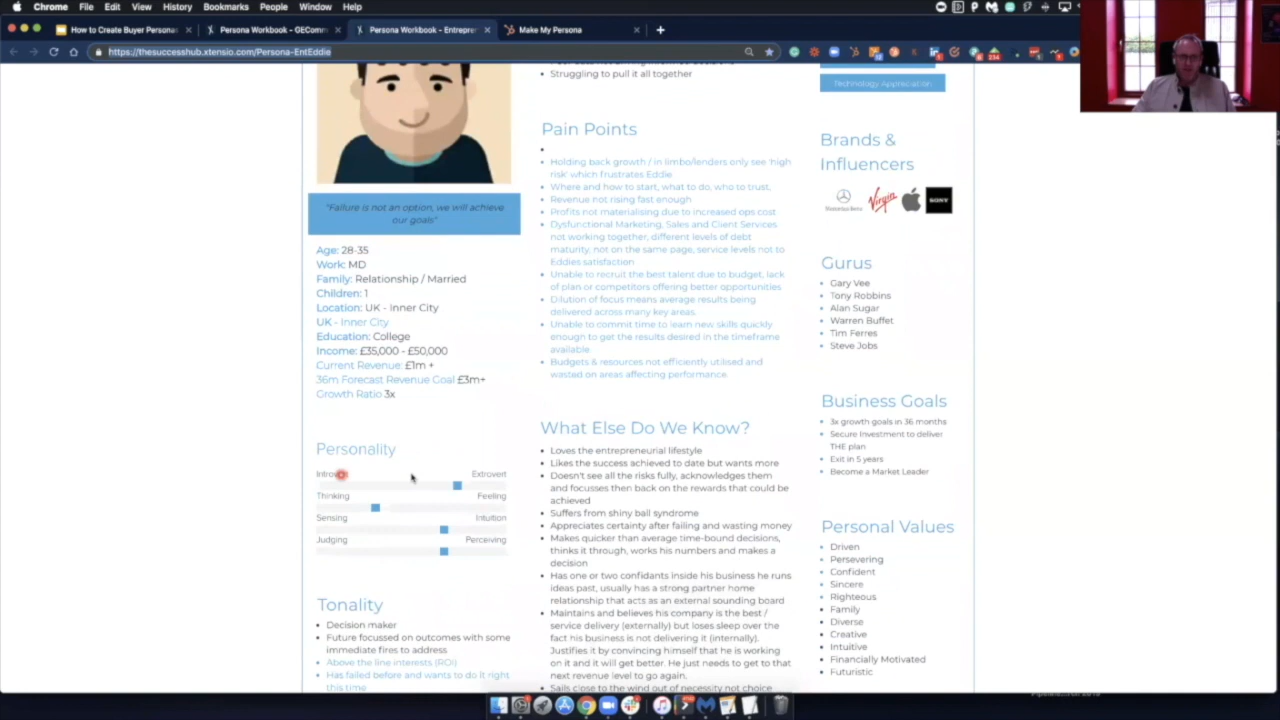 Chrome File Edit View History Bookmarks People Window Help
How to Create Buyer Persona
Persona Workbook - GEComm
Persona Workbook - Entrepre
Make My Persona
https://thesuccesshub.xtensio.com/Persona-EntEddie
"Failure is not an option, we will achieve
our goals"
Age: 28-35
Work: MD
Family: Relationship / Married
Children: 1
Location: UK - Inner City
UK - Inner City
Education: College
Income: £35,000 - £50,000
Current Revenue: £1m +
36m Forecast Revenue Goal £3m+
Growth Ratio 3x
Personality
Extrovert
Thinking Feeling
Sensing Intuition
Judging Perceiving
Tonality
Decision maker
Future focussed on outcomes with some
immediate fires to address
Above the line interests (ROI)
Has failed before and wants to do it right
this time
Struggling to pull it all together
Pain Points
Holding back growth / in limbo/lenders only see 'high
risk' which frustrates Eddie
Where and how to start, what to do, who to trust,
Revenue not rising fast enough
Profits not materialising due to increased ops cost
Dysfunctional Marketing, Sales and Client Services
not working together, different levels of debt
maturity, not on the same page, service levels not to
Eddies satisfaction
Unable to recruit the best talent due to budget, lack
of plan or competitors offering better opportunities
Dilution of focus means average results being
delivered across many key areas.
Unable to commit time to learn new skills quickly
enough to get the results desired in the timeframe
available
Budgets & resources not efficiently utilised and
wasted on areas affecting performance.
What Else Do We Know?
Loves the entrepreneurial lifestyle
Likes the success achieved to date but wants more
Doesn't see all the risks fully, acknowledges them
and focusses then back on the rewards that could be
achieved
Suffers from shiny ball syndrome
Appreciates certainty after failing and wasting money
Makes quicker than average time-bound decisions,
thinks it through, works his numbers and makes a
decision
Has one or two confidants inside his business he runs
ideas past, usually has a strong partner home
relationship that acts as an external sounding board
Maintains and believes his company is the best /
service delivery (externally) but loses sleep over the
fact his business is not delivering it (internally).
Justifies it by convincing himself that he is working
on it and it will get better. He just needs to get to that
next revenue level to go again.
Sails close to the wind out of necessity not choice
Technology Appreciation
Brands &
Influencers
Mercedes-Benz Virgin SONY
Gurus
Gary Vee
Tony Robbins
Alan Sugar
Warren Buffet
Tim Ferres
Steve Jobs
Business Goals
3x growth goals in 36 months
Secure Investment to deliver
THE plan
Exit in 5 years
Become a Market Leader
Personal Values
Driven
Persevering
Confident
Sincere
Righteous
Family
Diverse
Creative
Intuitive
Financially Motivated
Futuristic